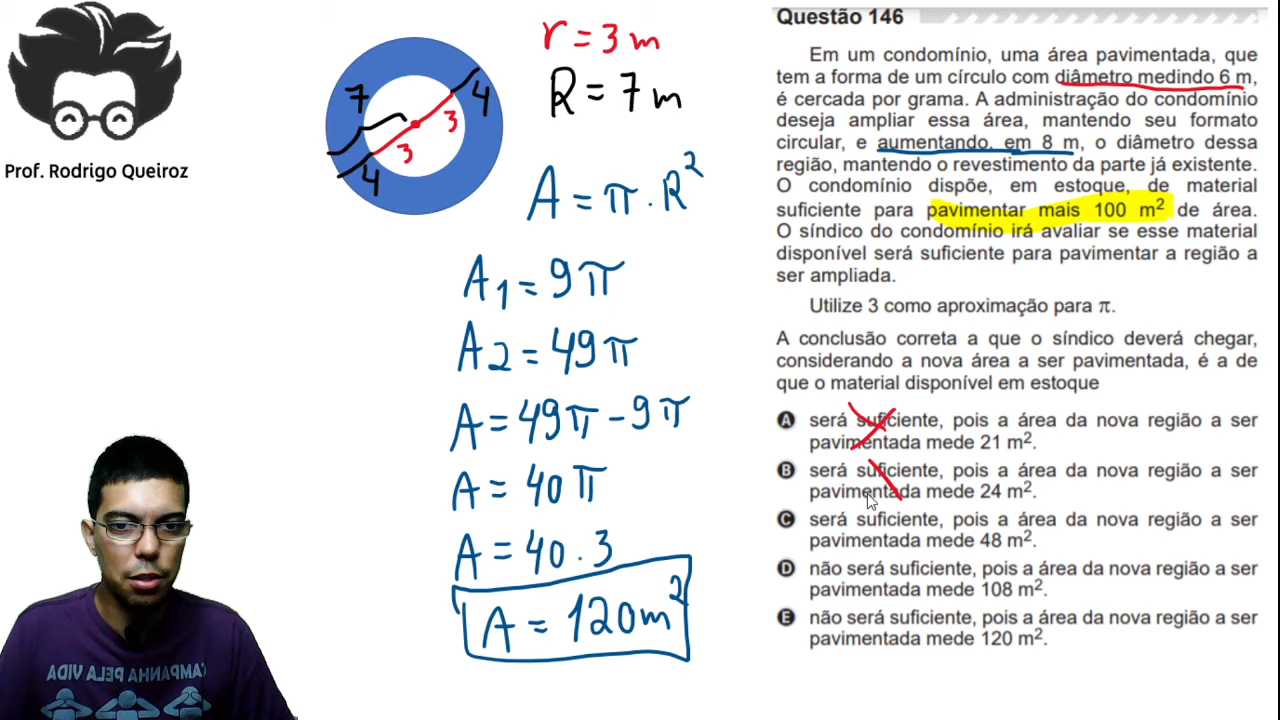 Prof. Rodrigo Queiroz
7
4
3
3
4
r = 3 m
R = 7 m
A = π . R²
A1 = 9π
A2 = 49π
A = 49π - 9π
A = 40π
A = 40 . 3
A = 120 m²
CAMPANHA PELA VIDA
Questão 146
Em um condomínio, uma área pavimentada, que
tem a forma de um círculo com diâmetro medindo 6 m,
é cercada por grama. A administração do condomínio
deseja ampliar essa área, mantendo seu formato
circular, e aumentando, em 8 m, o diâmetro dessa
região, mantendo o revestimento da parte já existente.
O condomínio dispõe, em estoque, de material
suficiente para pavimentar mais 100 m² de área.
O síndico do condomínio irá avaliar se esse material
disponível será suficiente para pavimentar a região a
ser ampliada.
Utilize 3 como aproximação para π.
A conclusão correta a que o síndico deverá chegar,
considerando a nova área a ser pavimentada, é a de
que o material disponível em estoque
A será suficiente, pois a área da nova região a ser
pavimentada mede 21 m².
B será suficiente, pois a área da nova região a ser
pavimentada mede 24 m².
C será suficiente, pois a área da nova região a ser
pavimentada mede 48 m².
D não será suficiente, pois a área da nova região a ser
pavimentada mede 108 m².
E não será suficiente, pois a área da nova região a ser
pavimentada mede 120 m².